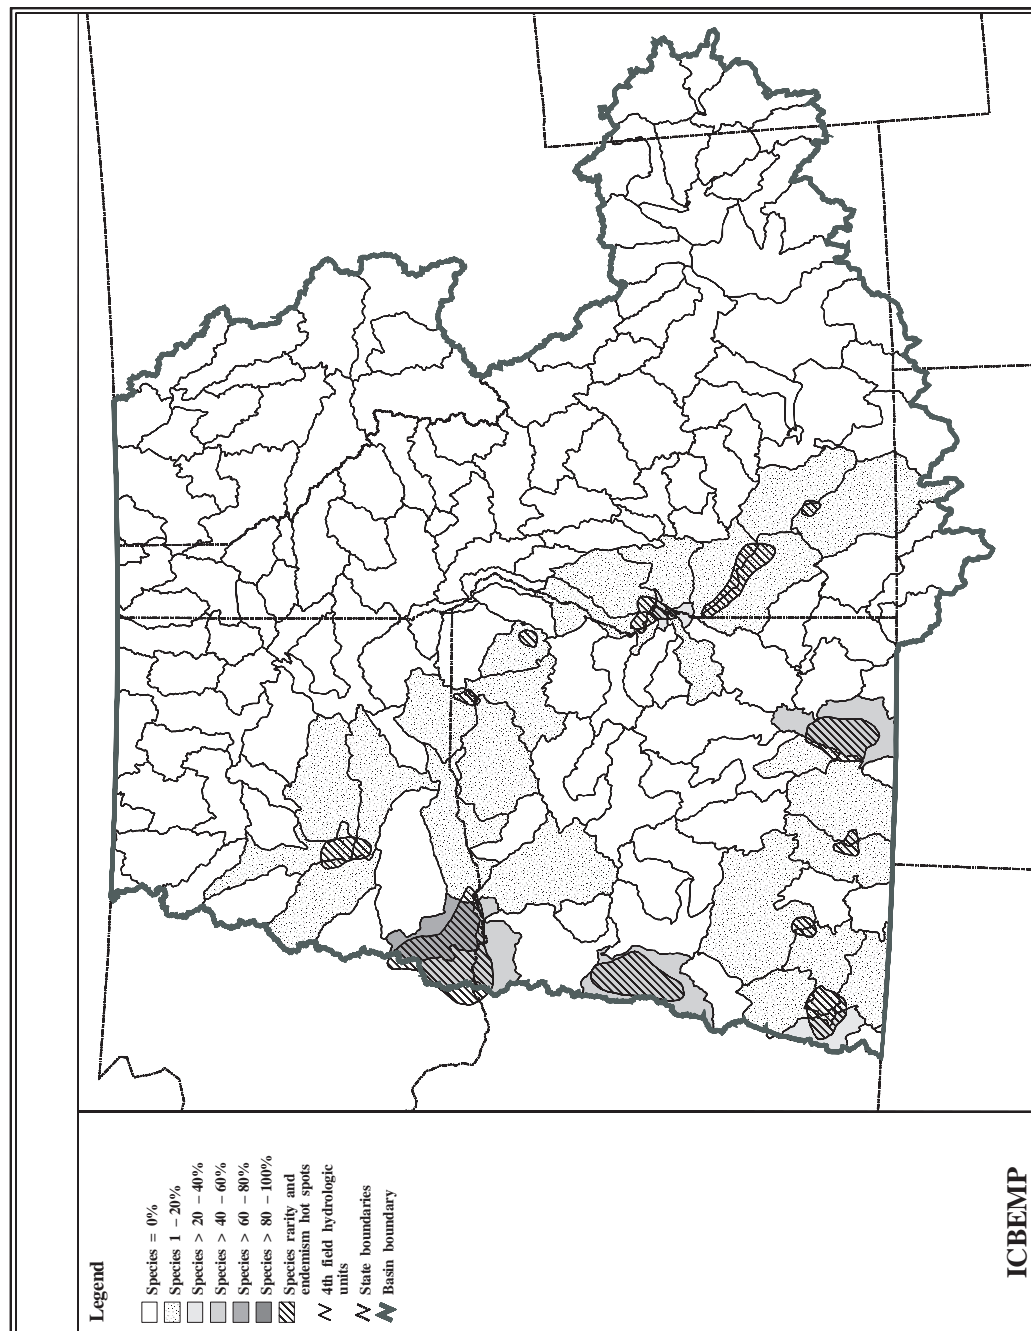 Legend
Species = 0%
Species 1 – 20%
Species > 20 – 40%
Species > 40 – 60%
Species > 60 – 80%
Species > 80 – 100%
Species rarity and
endemism hot spots
4th field hydrologic
units
State boundaries
Basin boundary
ICBEMP